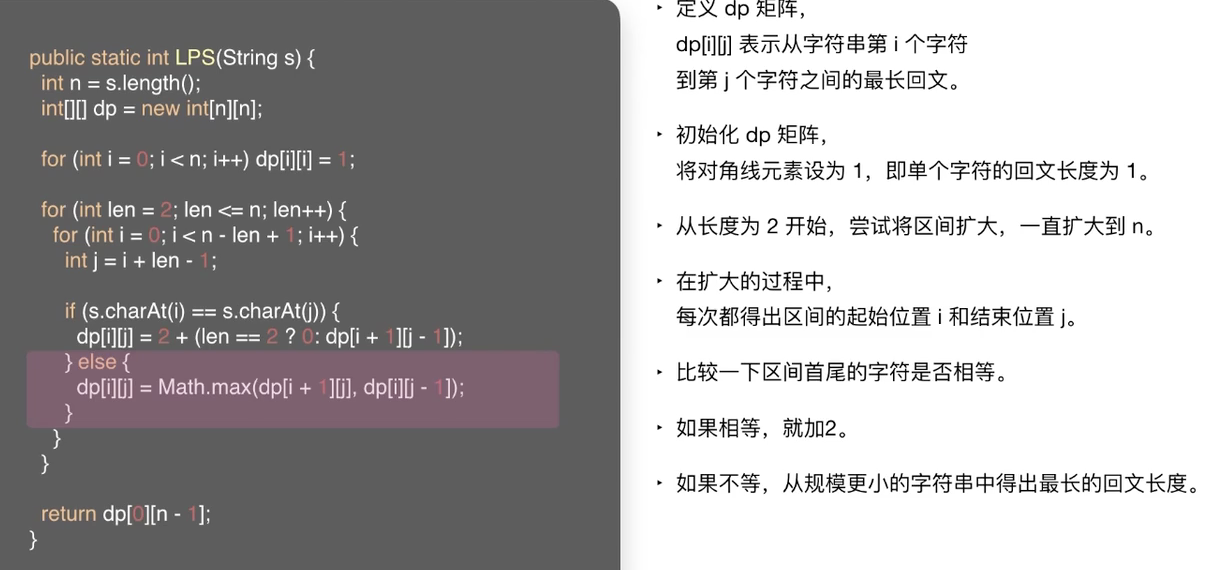 public static int LPS(String s) {
int n = s.length();
int[][] dp = new int[n][n];
for (int i = 0; i < n; i++) dp[i][i] = 1;
for (int len = 2; len <= n; len++) {
for (int i = 0; i < n - len + 1; i++) {
int j = i + len - 1;
if (s.charAt(i) == s.charAt(j)) {
dp[i][j] = 2 + (len == 2 ? 0: dp[i + 1][j - 1]);
} else {
dp[i][j] = Math.max(dp[i + 1][j], dp[i][j - 1]);
}
}
}
return dp[0][n - 1];
}
‣ 定义 dp 矩阵，
dp[i][j] 表示从字符串第 i 个字符
到第 j 个字符之间的最长回文。
‣ 初始化 dp 矩阵，
将对角线元素设为 1，即单个字符的回文长度为 1。
‣ 从长度为 2 开始，尝试将区间扩大，一直扩大到 n。
‣ 在扩大的过程中，
每次都得出区间的起始位置 i 和结束位置 j。
‣ 比较一下区间首尾的字符是否相等。
‣ 如果相等，就加2。
‣ 如果不等，从规模更小的字符串中得出最长的回文长度。